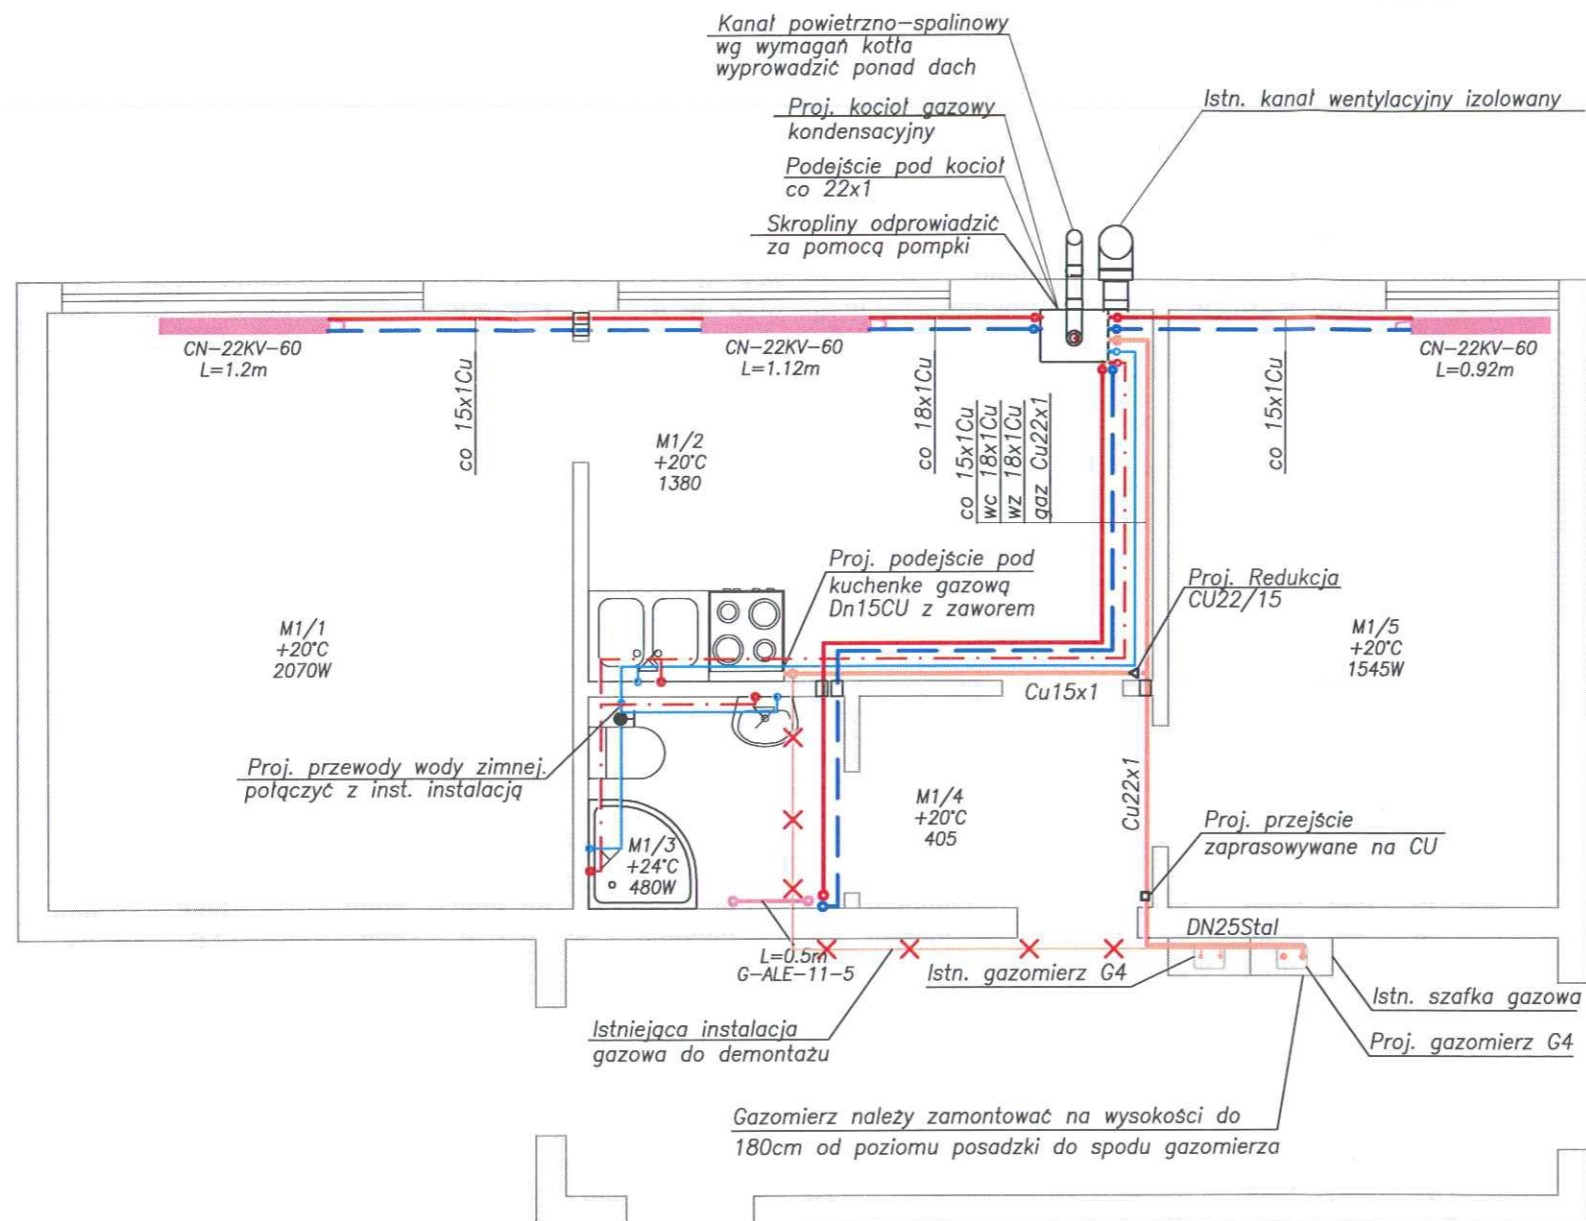 Kanał powietrzno-spalinowy
wg wymagań kotła
wyprowadzić ponad dach
Proj. kocioł gazowy
kondensacyjny
Podejście pod kocioł
co 22x1
Skropliny odprowiadzić
za pomocą pompki
Istn. kanał wentylacyjny izolowany
CN-22KV-60
L=1.2m
co 15x1Cu
CN-22KV-60
L=1.12m
co 18x1Cu
CN-22KV-60
L=0.92m
co 15x1Cu
M1/2
+20°C
1380
co 15x1Cu
wc 18x1Cu
wz 18x1Cu
gaz Cu22x1
Proj. podejście pod
kuchenke gazową
Dn15CU z zaworem
Proj. Redukcja
CU22/15
M1/1
+20°C
2070W
M1/5
+20°C
1545W
Cu15x1
Proj. przewody wody zimnej.
połączyć z inst. instalacją
M1/4
+20°C
405
Cu22x1
Proj. przejście
zaprasowywane na CU
M1/3
+24°C
480W
DN25Stal
L=0.5m
G-ALE-11-5
Istn. gazomierz G4
Istn. szafka gazowa
Proj. gazomierz G4
Istniejąca instalacja
gazowa do demontażu
Gazomierz należy zamontować na wysokości do
180cm od poziomu posadzki do spodu gazomierza